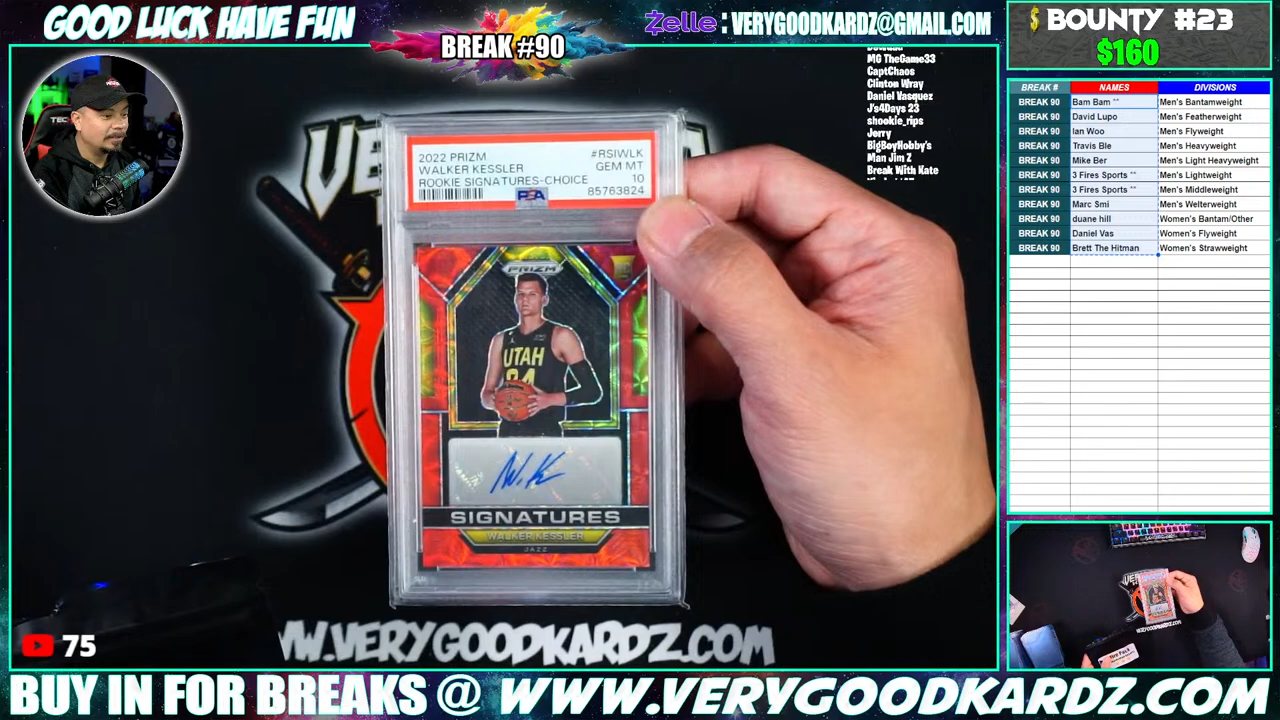 GOOD LUCK HAVE FUN
BREAK #90
Zelle : VERYGOODKARDZ@GMAIL.COM
$ BOUNTY #23
$160
MG TheGame33
CaptChaos
Clinton Wray
Daniel Vasquez
J's4Days 23
shookie_rips
Jerry
BigBoyHobby's
Man Jim Z
Break With Kate
BREAK # NAMES DIVISIONS
BREAK 90 Bam Bam ** Men's Bantamweight
BREAK 90 David Lupo Men's Featherweight
BREAK 90 Ian Woo Men's Flyweight
BREAK 90 Travis Ble Men's Heavyweight
BREAK 90 Mike Ber Men's Light Heavyweight
BREAK 90 3 Fires Sports ** Men's Lightweight
BREAK 90 3 Fires Sports ** Men's Middleweight
BREAK 90 Marc Smi Men's Welterweight
BREAK 90 duane hill Women's Bantam/Other
BREAK 90 Daniel Vas Women's Flyweight
BREAK 90 Brett The Hitman Women's Strawweight
2022 PRIZM #RSIWLK
WALKER KESSLER GEM MT
ROOKIE SIGNATURES-CHOICE 10
PSA 85763824
PRIZM
UTAH
24
SIGNATURES
WALKER KESSLER
JAZZ
W.VERYGOODKARDZ.COM
75
BUY IN FOR BREAKS @ WWW.VERYGOODKARDZ.COM